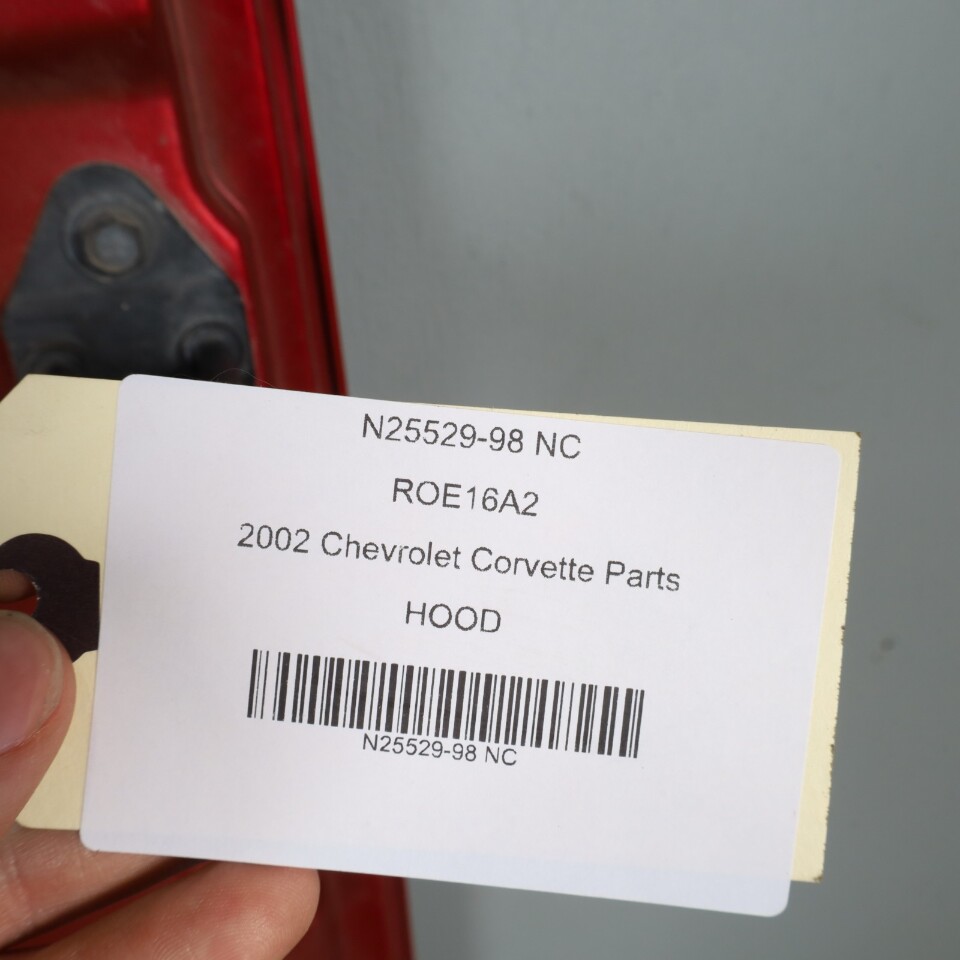 N25529-98 NC
ROE16A2
2002 Chevrolet Corvette Parts
HOOD
N25529-98 NC